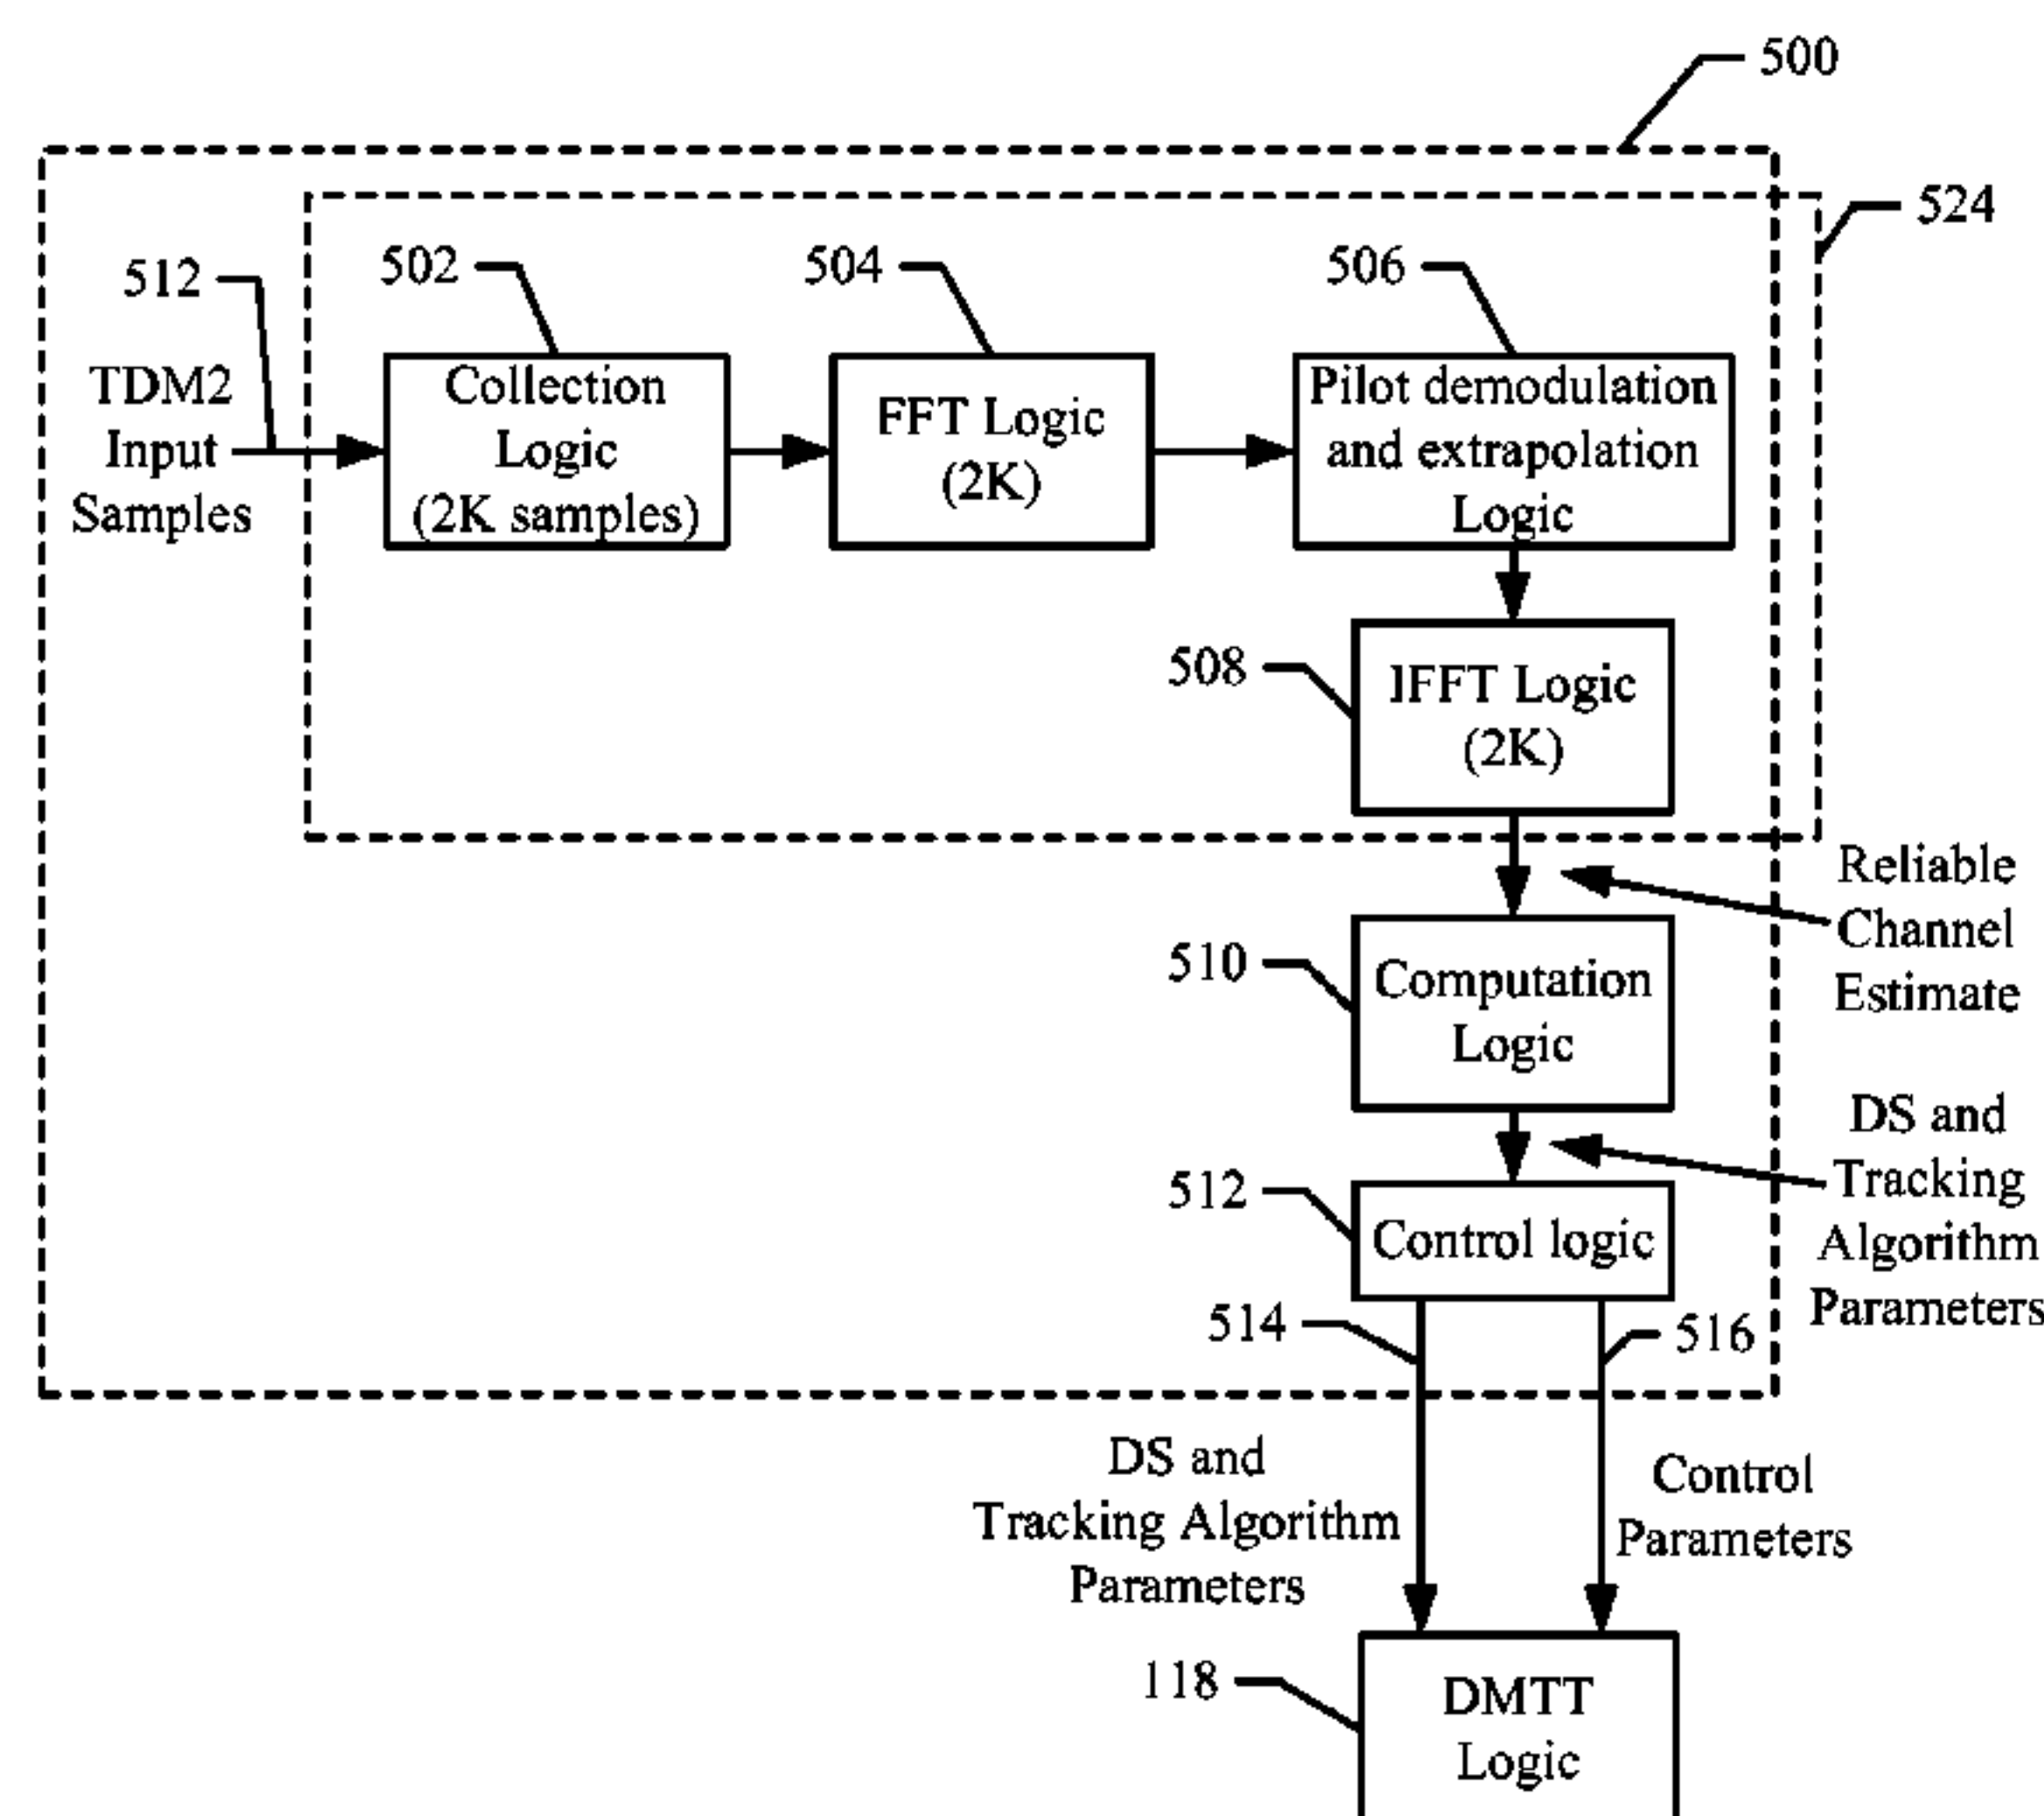 500
524
512
502
504
506
TDM2
Input
Samples
Collection
Logic
(2K samples)
FFT Logic
(2K)
Pilot demodulation
and extrapolation
Logic
508
IFFT Logic
(2K)
Reliable
Channel
Estimate
510
Computation
Logic
DS and
Tracking
Algorithm
Parameters
512
Control logic
514
516
DS and
Tracking Algorithm
Parameters
Control
Parameters
118
DMTT
Logic